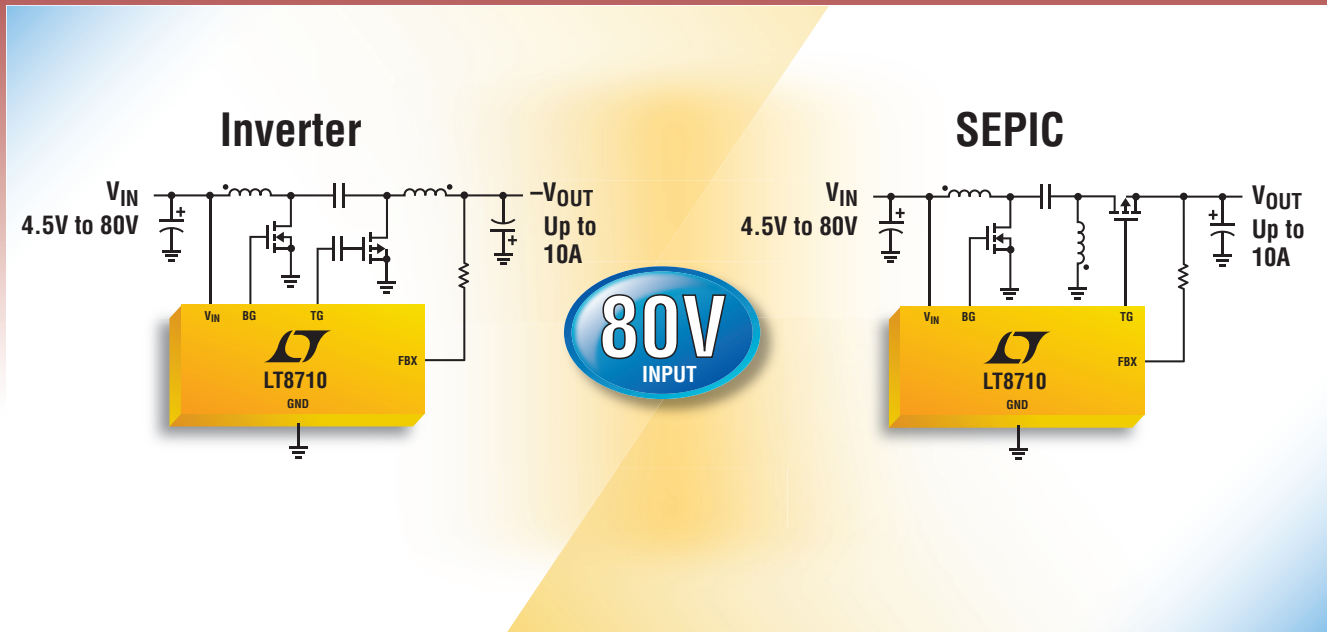 Inverter
VIN
4.5V to 80V
+
–VOUT
Up to
10A
+
VIN
BG
TG
FBX
LT8710
GND
80V
INPUT
SEPIC
VIN
4.5V to 80V
+
VOUT
Up to
10A
+
VIN
BG
TG
FBX
LT8710
GND